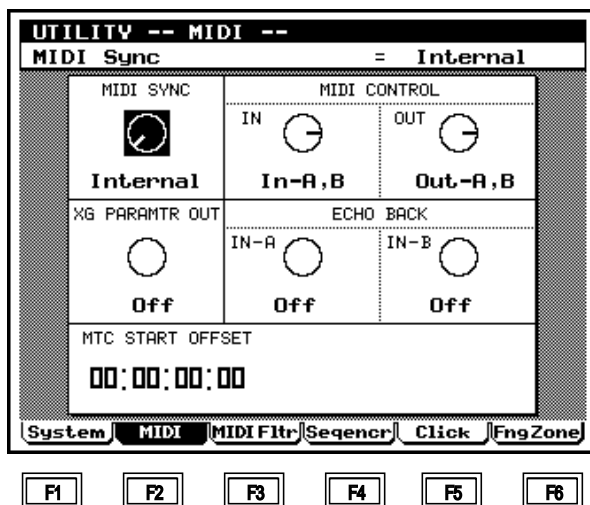 UTILITY -- MIDI --
MIDI Sync = Internal
MIDI SYNC
Internal
MIDI CONTROL
IN
In-A,B
OUT
Out-A,B
XG PARAMTR OUT
Off
ECHO BACK
IN-A
Off
IN-B
Off
MTC START OFFSET
00:00:00:00
System MIDI MIDI Fltr Seqencr Click FngZone
F1 F2 F3 F4 F5 F6